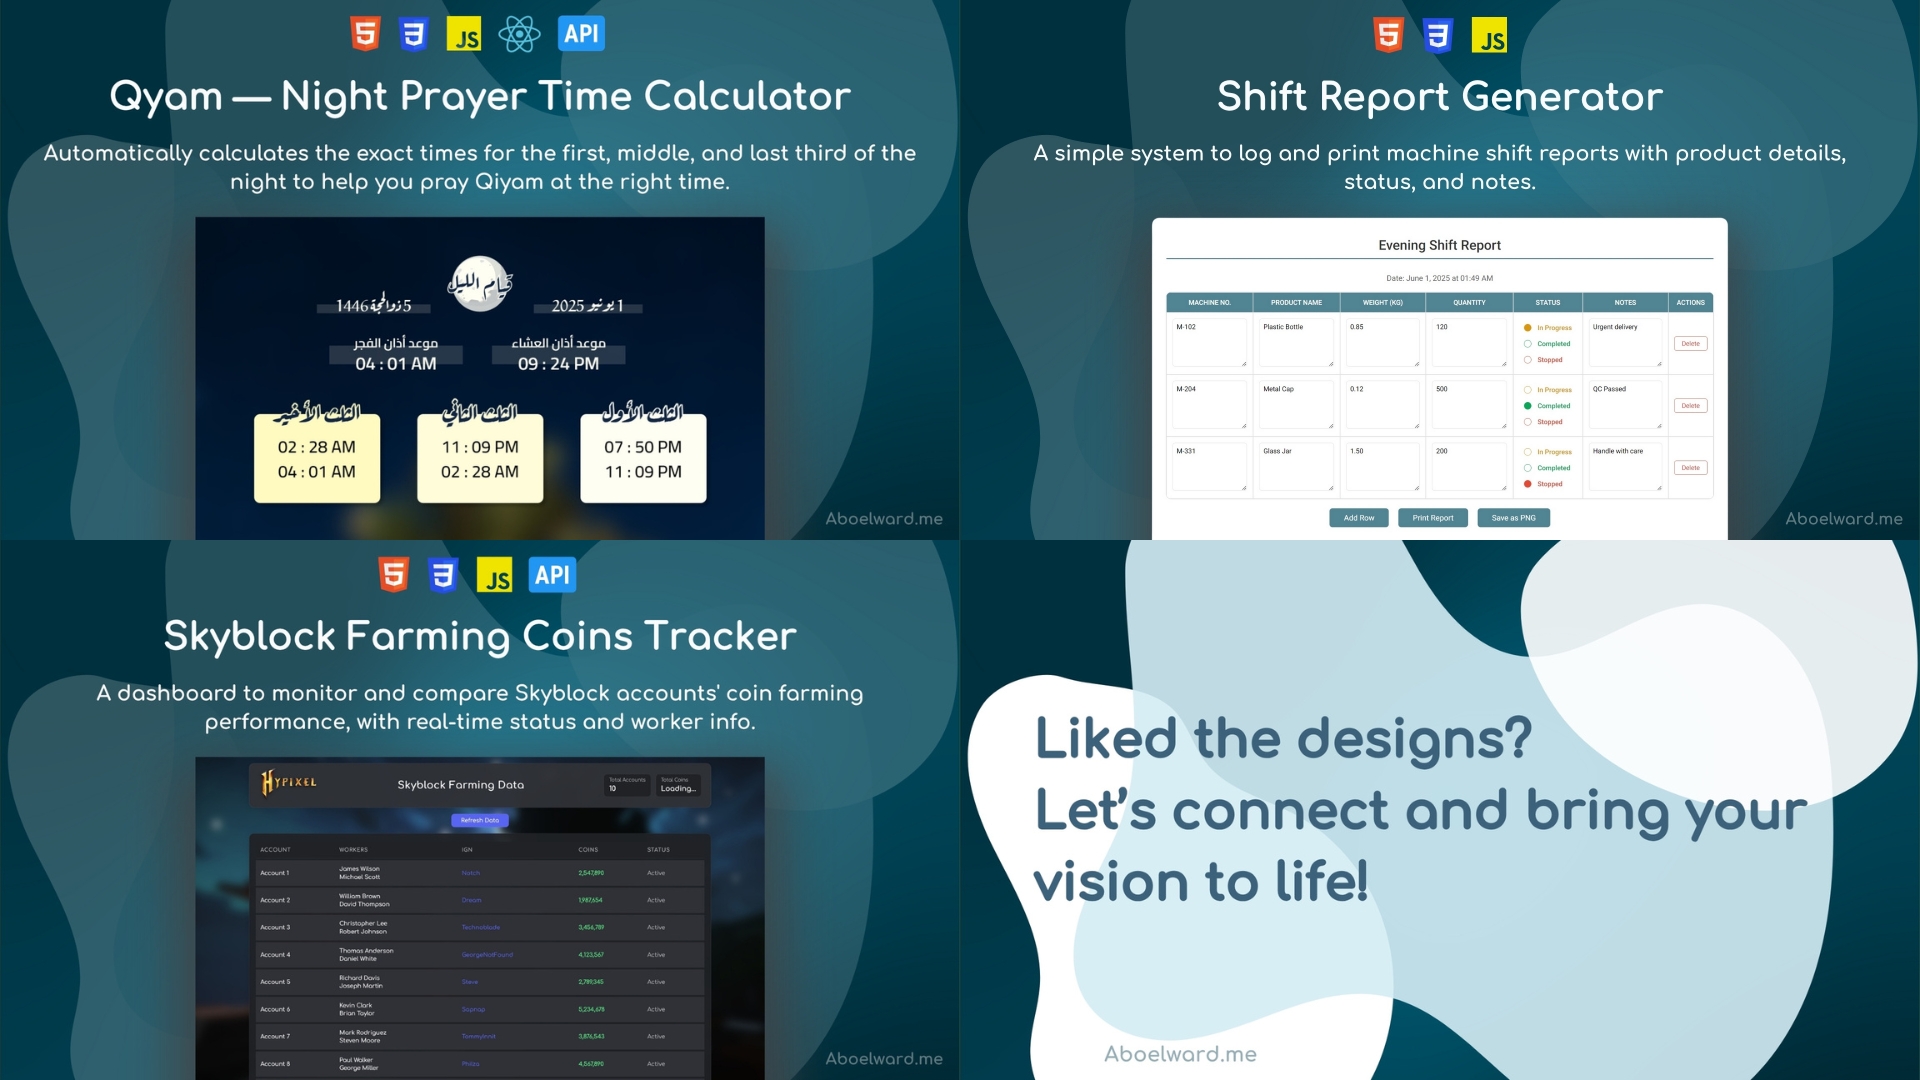 API
Qyam — Night Prayer Time Calculator
Automatically calculates the exact times for the first, middle, and last third of the
night to help you pray Qiyam at the right time.
قيام الليل
1 يونيو 2025
5 ذو الحجة 1446
موعد أذان العشاء
09 : 24 PM
موعد أذان الفجر
04 : 01 AM
الثلث الأول
07 : 50 PM
11 : 09 PM
الثلث الثاني
11 : 09 PM
02 : 28 AM
الثلث الأخير
02 : 28 AM
04 : 01 AM
Aboelward.me
JS
Shift Report Generator
A simple system to log and print machine shift reports with product details,
status, and notes.
Evening Shift Report
Date: June 1, 2025 at 01:49 AM
MACHINE NO. PRODUCT NAME WEIGHT (KG) QUANTITY STATUS NOTES ACTIONS
M-102 Plastic Bottle 0.85 120 In Progress Urgent delivery
Completed Delete
Stopped
M-204 Metal Cap 0.12 500 In Progress QC Passed
Completed Delete
Stopped
M-331 Glass Jar 1.50 200 In Progress Handle with care
Completed Delete
Stopped
Add Row Print Report Save as PNG
Aboelward.me
JS API
Skyblock Farming Coins Tracker
A dashboard to monitor and compare Skyblock accounts' coin farming
performance, with real-time status and worker info.
HYPIXEL
Skyblock Farming Data
Total Accounts
10
Total Coins
Loading...
Refresh Data
ACCOUNT WORKERS IGN COINS STATUS
Account 1 James Wilson Notch 2,547,890 Active
Michael Scott
Account 2 William Brown Dream 1,987,654 Active
David Thompson
Account 3 Christopher Lee Technoblade 3,456,789 Active
Robert Johnson
Account 4 Thomas Anderson GeorgeNotFound 4,123,567 Active
Daniel White
Account 5 Richard Davis Steve 2,789,345 Active
Joseph Martin
Account 6 Kevin Clark Sapnap 5,234,678 Active
Brian Taylor
Account 7 Mark Rodriguez TommyInnit 3,876,543 Active
Steven Moore
Account 8 Paul Walker Philza 4,567,890 Active
George Miller
Aboelward.me
Liked the designs?
Let's connect and bring your
vision to life!
Aboelward.me